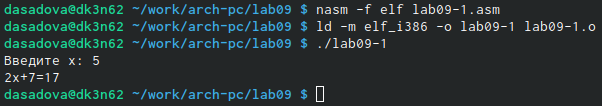 dasadova@dk3n62 ~/work/arch-pc/lab09 $ nasm -f elf lab09-1.asm
dasadova@dk3n62 ~/work/arch-pc/lab09 $ ld -m elf_i386 -o lab09-1 lab09-1.o
dasadova@dk3n62 ~/work/arch-pc/lab09 $ ./lab09-1
Введите x: 5
2x+7=17
dasadova@dk3n62 ~/work/arch-pc/lab09 $